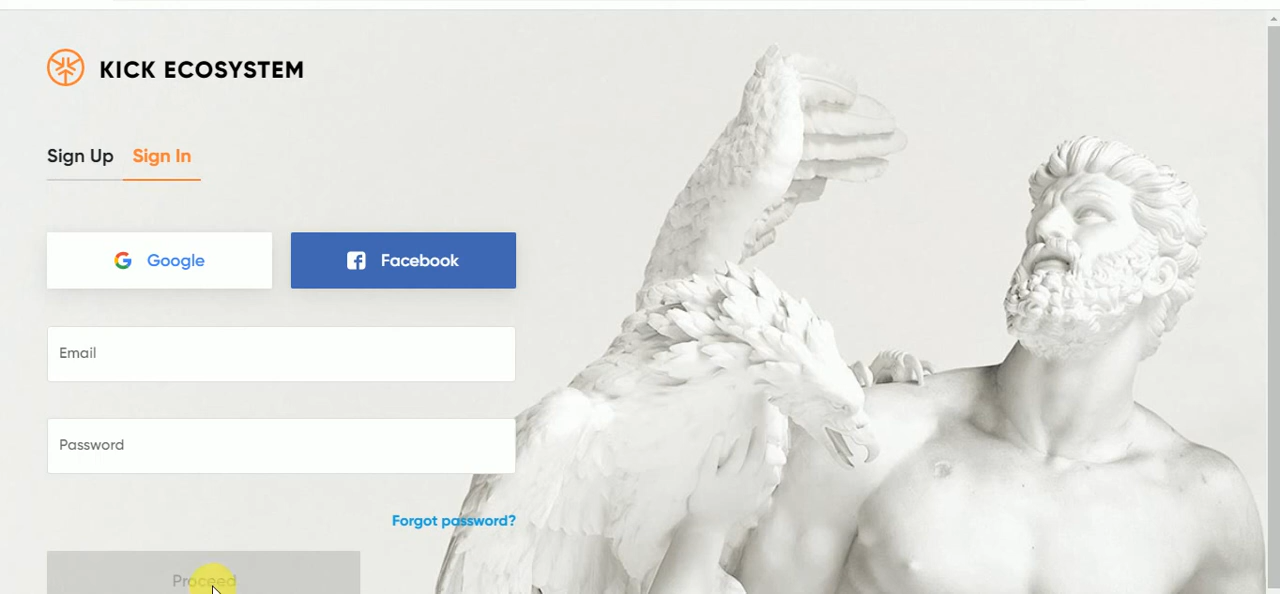 KICK ECOSYSTEM
Sign Up Sign In
Google Facebook
Email
Password
Forgot password?
Proceed